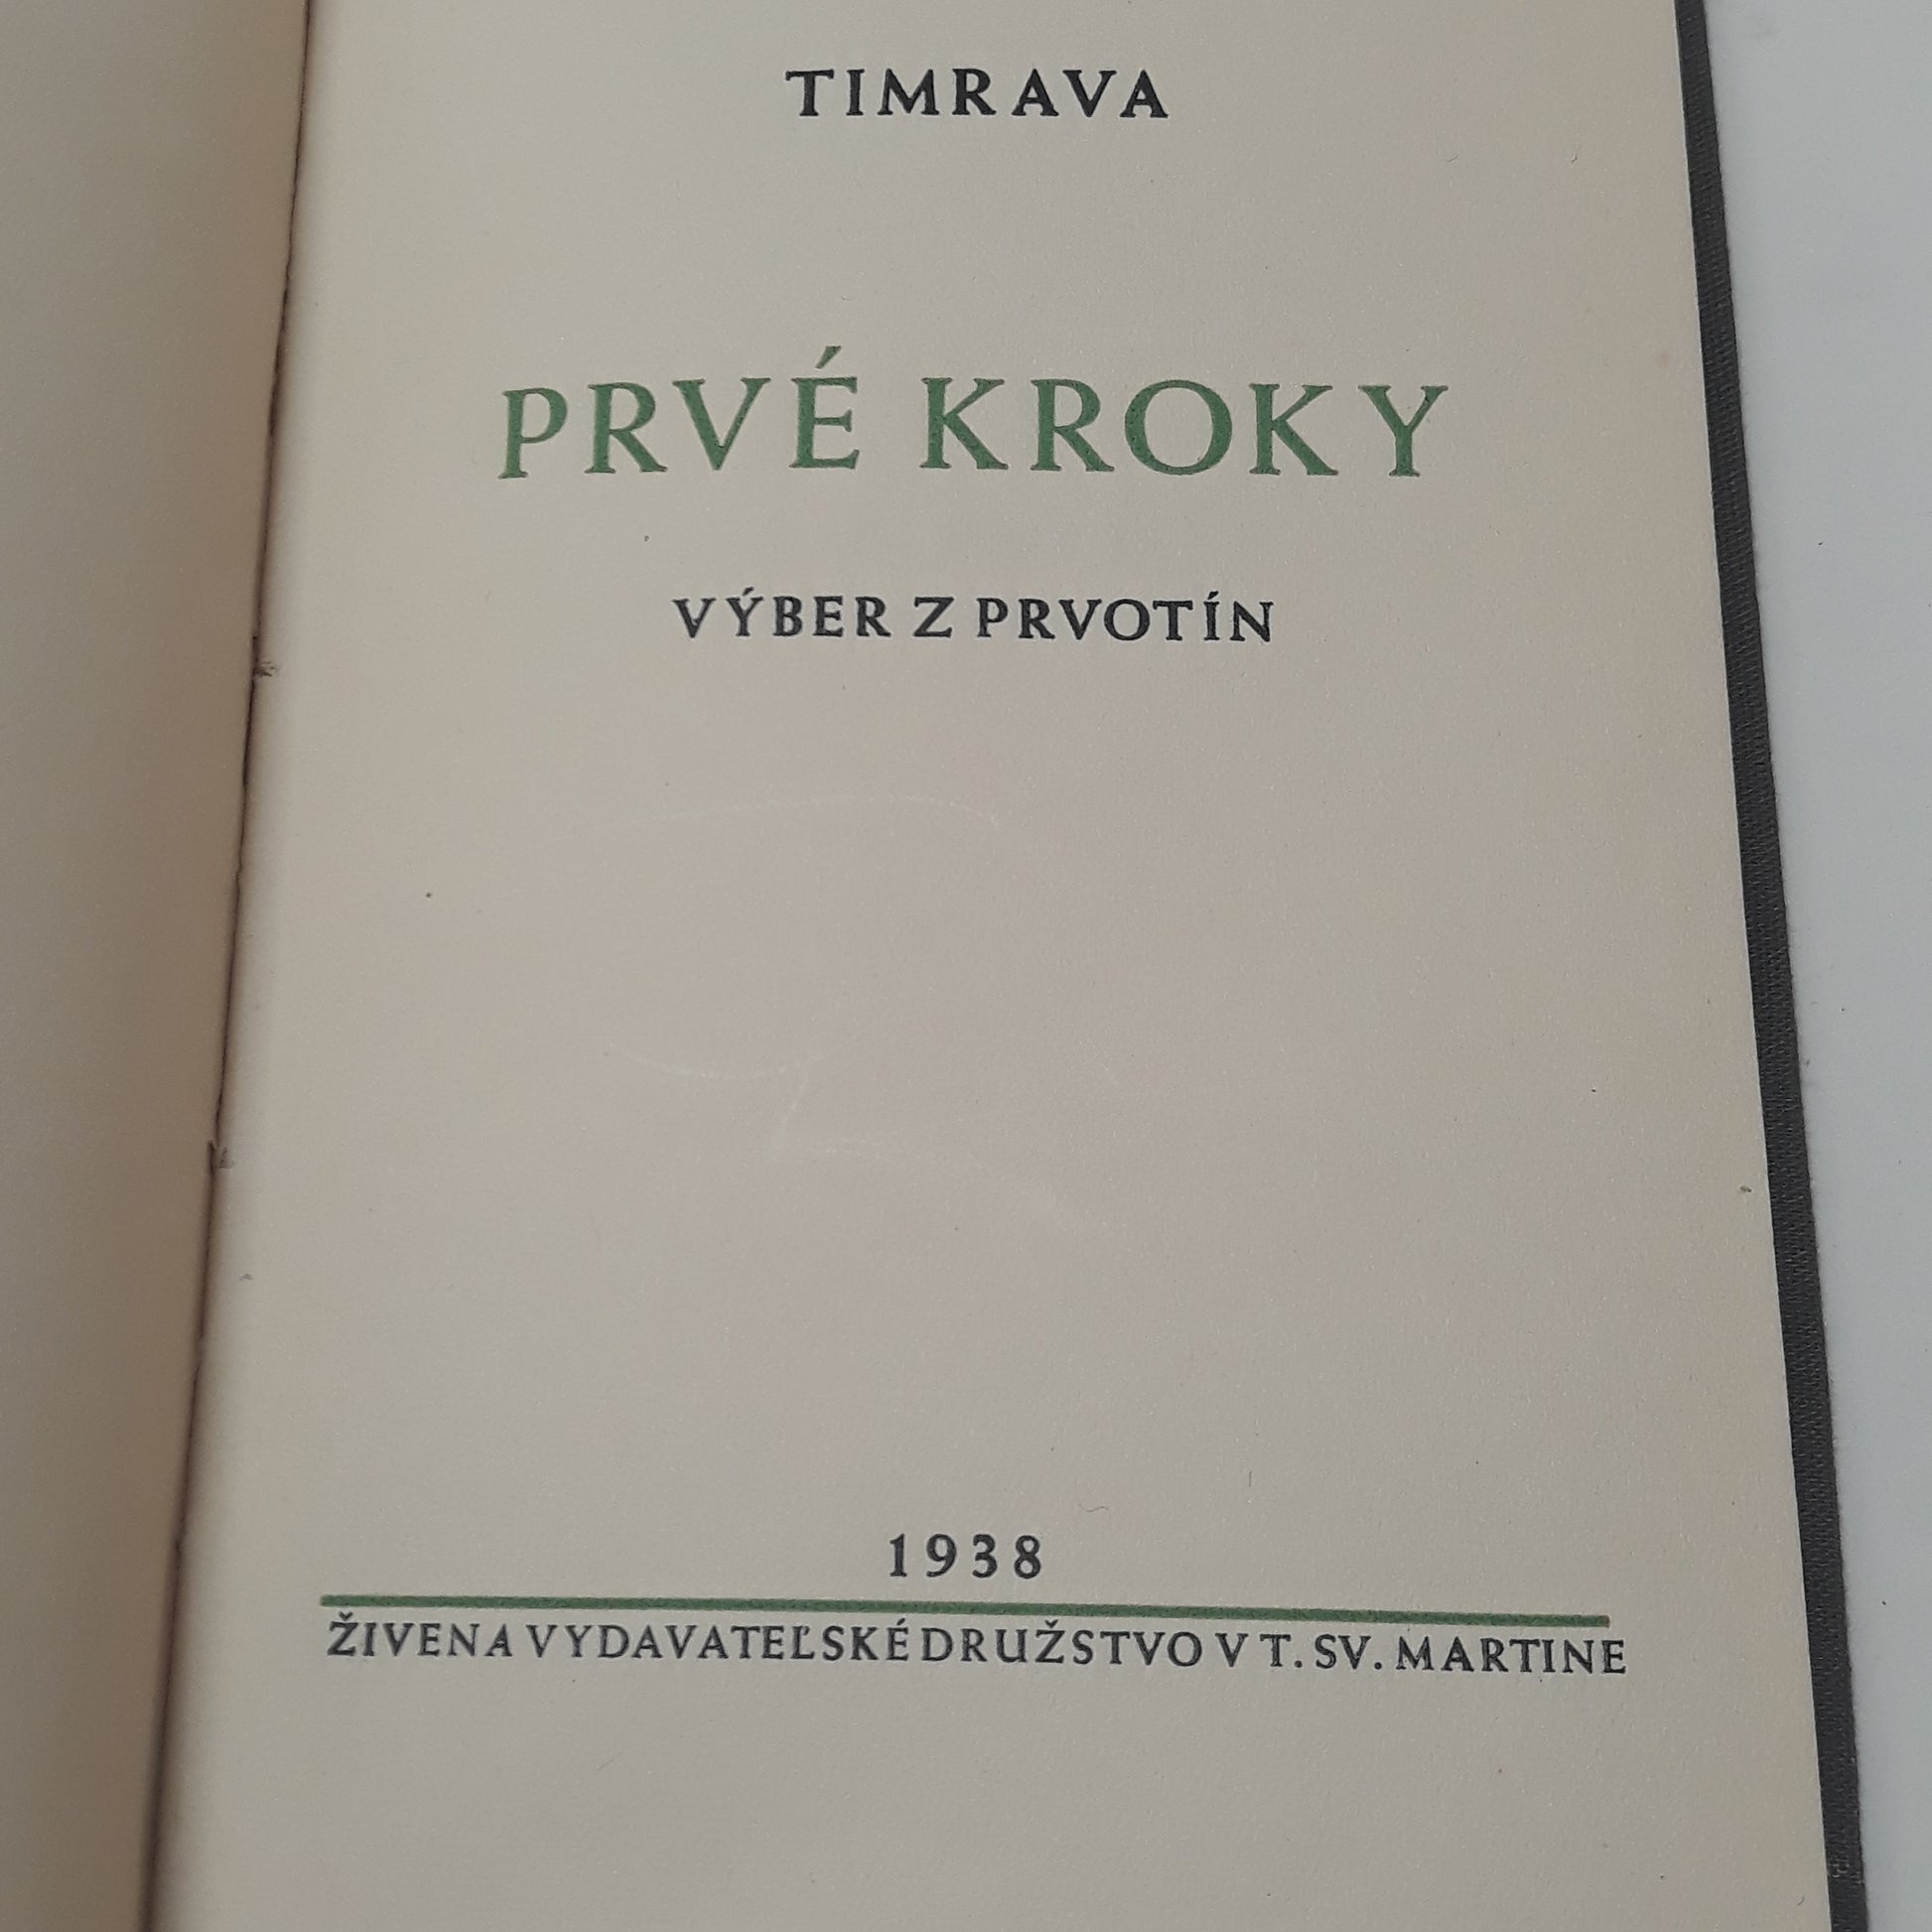 TIMRAVA
PRVÉ KROKY
VÝBER Z PRVOTÍN
1938
ŽIVENA VYDAVATEĽSKÉ DRUŽSTVO V T. SV. MARTINE